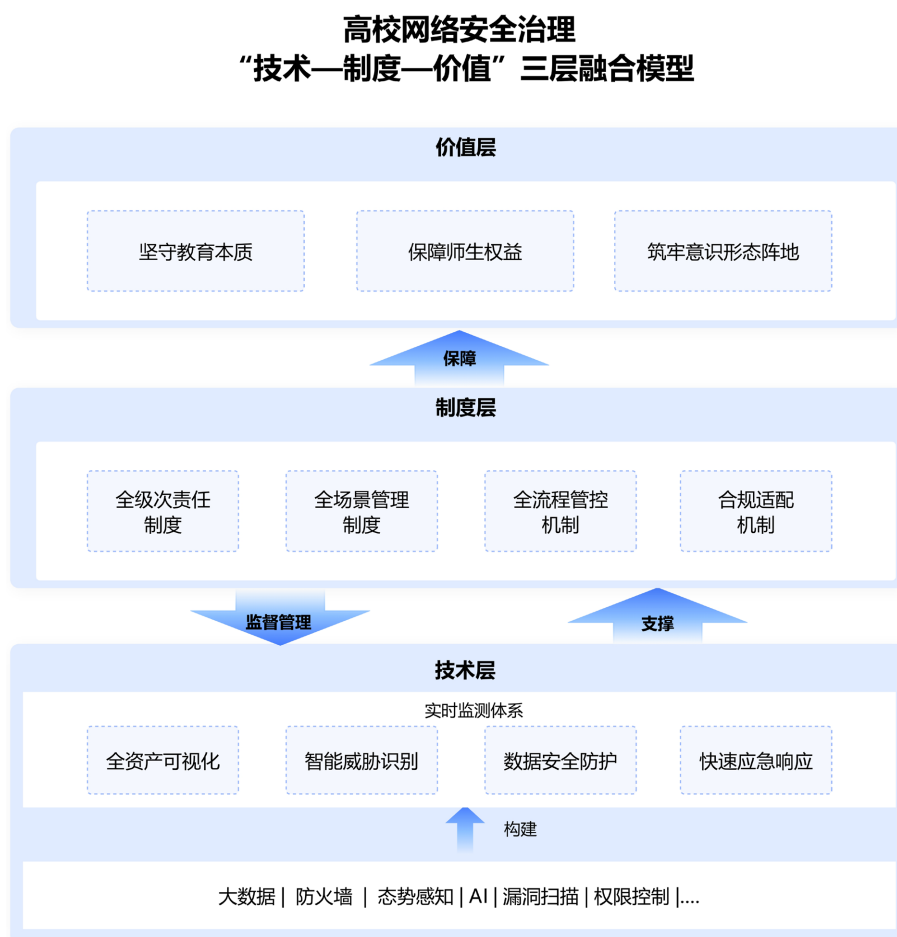 高校网络安全治理
“技术—制度—价值”三层融合模型
价值层
坚守教育本质
保障师生权益
筑牢意识形态阵地
保障
制度层
全级次责任
制度
全场景管理
制度
全流程管控
机制
合规适配
机制
监督管理
支撑
技术层
实时监测体系
全资产可视化
智能威胁识别
数据安全防护
快速应急响应
构建
大数据 | 防火墙 | 态势感知 | AI | 漏洞扫描 | 权限控制 |....